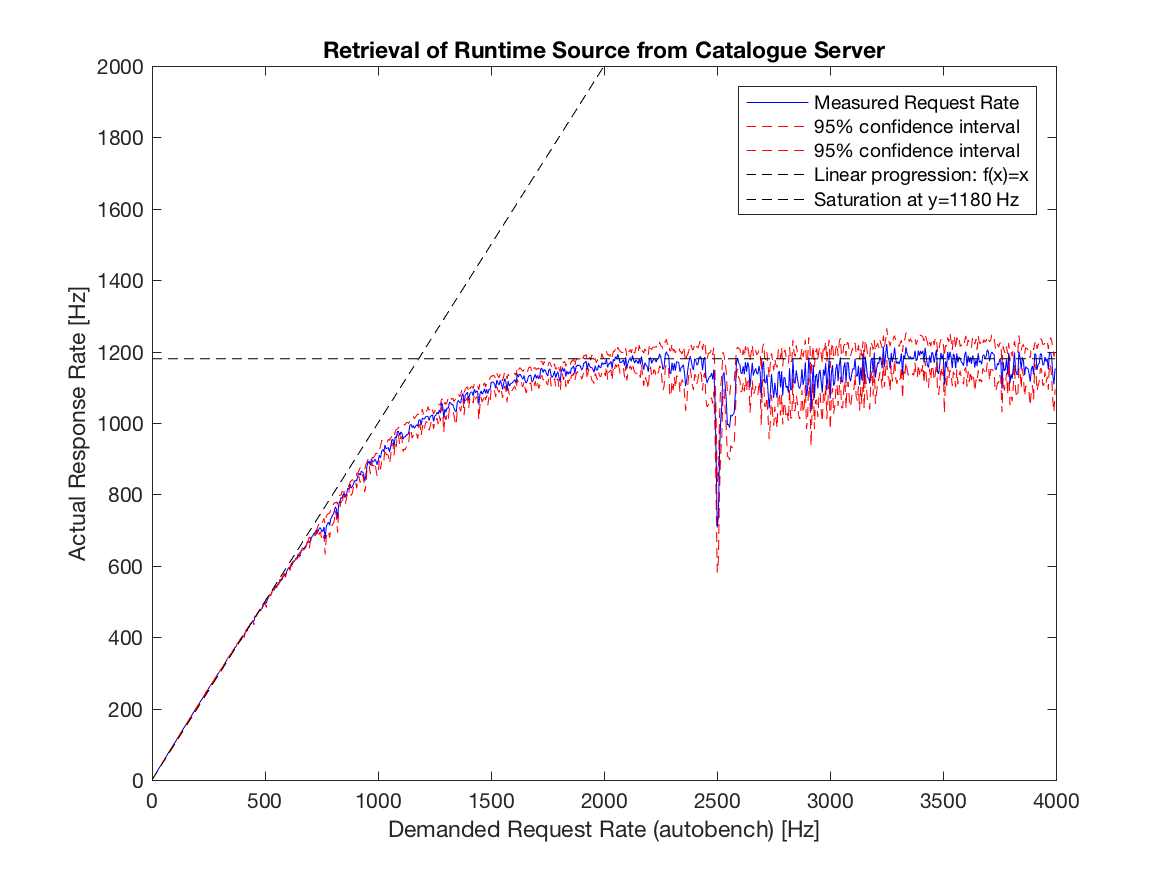 Retrieval of Runtime Source from Catalogue Server
2000
1800
1600
1400
1200
1000
800
600
400
200
0
Actual Response Rate [Hz]
Measured Request Rate
95% confidence interval
95% confidence interval
Linear progression: f(x)=x
Saturation at y=1180 Hz
0 500 1000 1500 2000 2500 3000 3500 4000
Demanded Request Rate (autobench) [Hz]